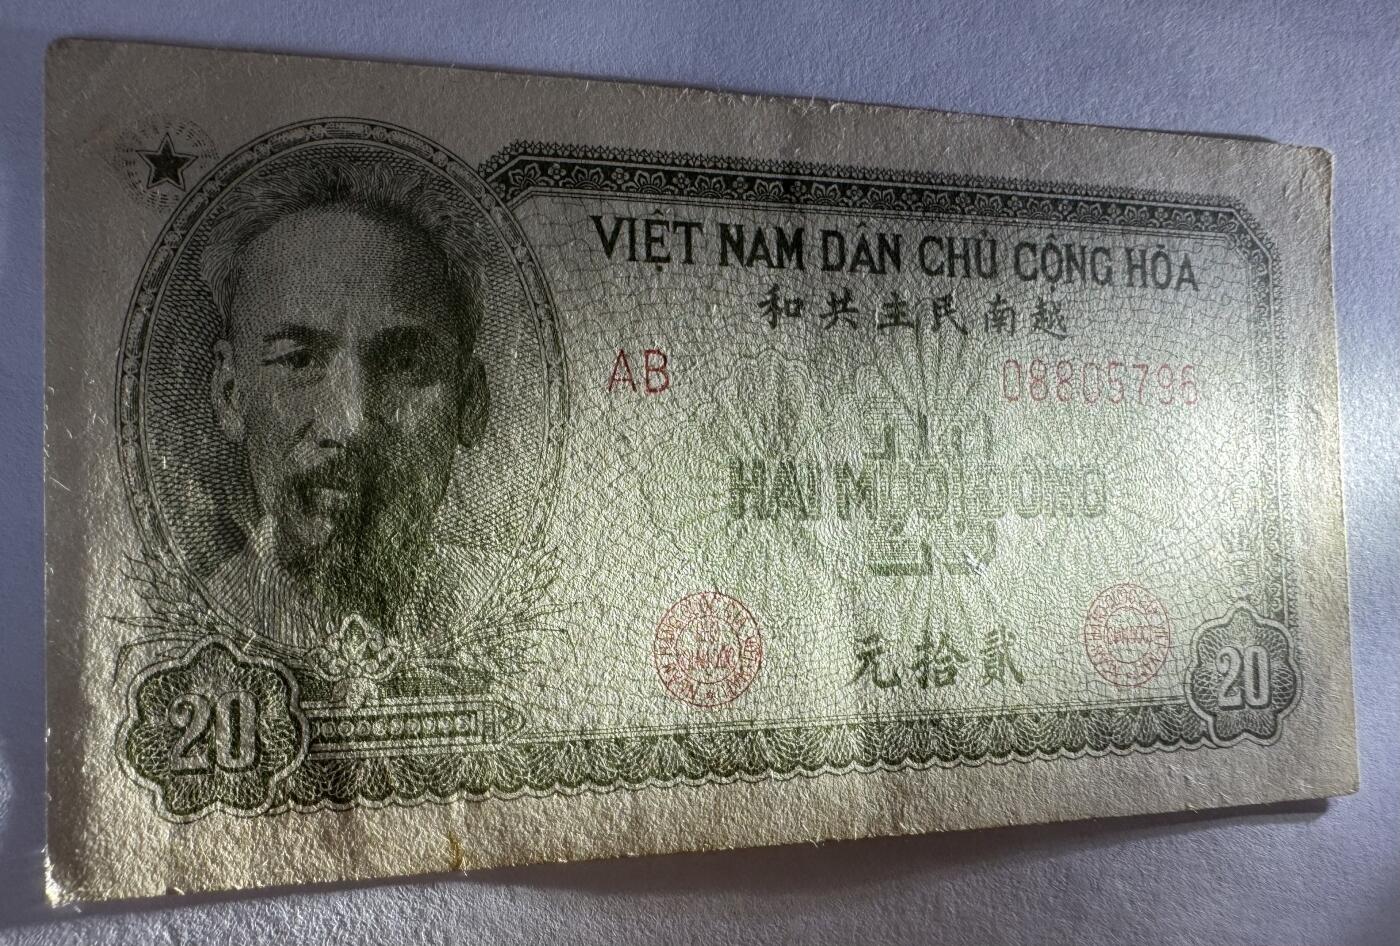 VIỆT NAM DÂN CHỦ CỘNG HÒA
和共主民南越
AB 08805796
20
HAI MƯƠI ĐỒNG
元拾貳
20 20